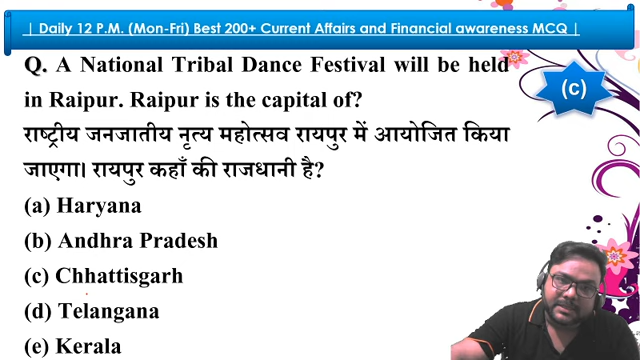 | Daily 12 P.M. (Mon-Fri) Best 200+ Current Affairs and Financial awareness MCQ |
Q. A National Tribal Dance Festival will be held
in Raipur. Raipur is the capital of?
(c)
राष्ट्रीय जनजातीय नृत्य महोत्सव रायपुर में आयोजित किया
जाएगा। रायपुर कहाँ की राजधानी है?
(a) Haryana
(b) Andhra Pradesh
(c) Chhattisgarh
(d) Telangana
(e) Kerala